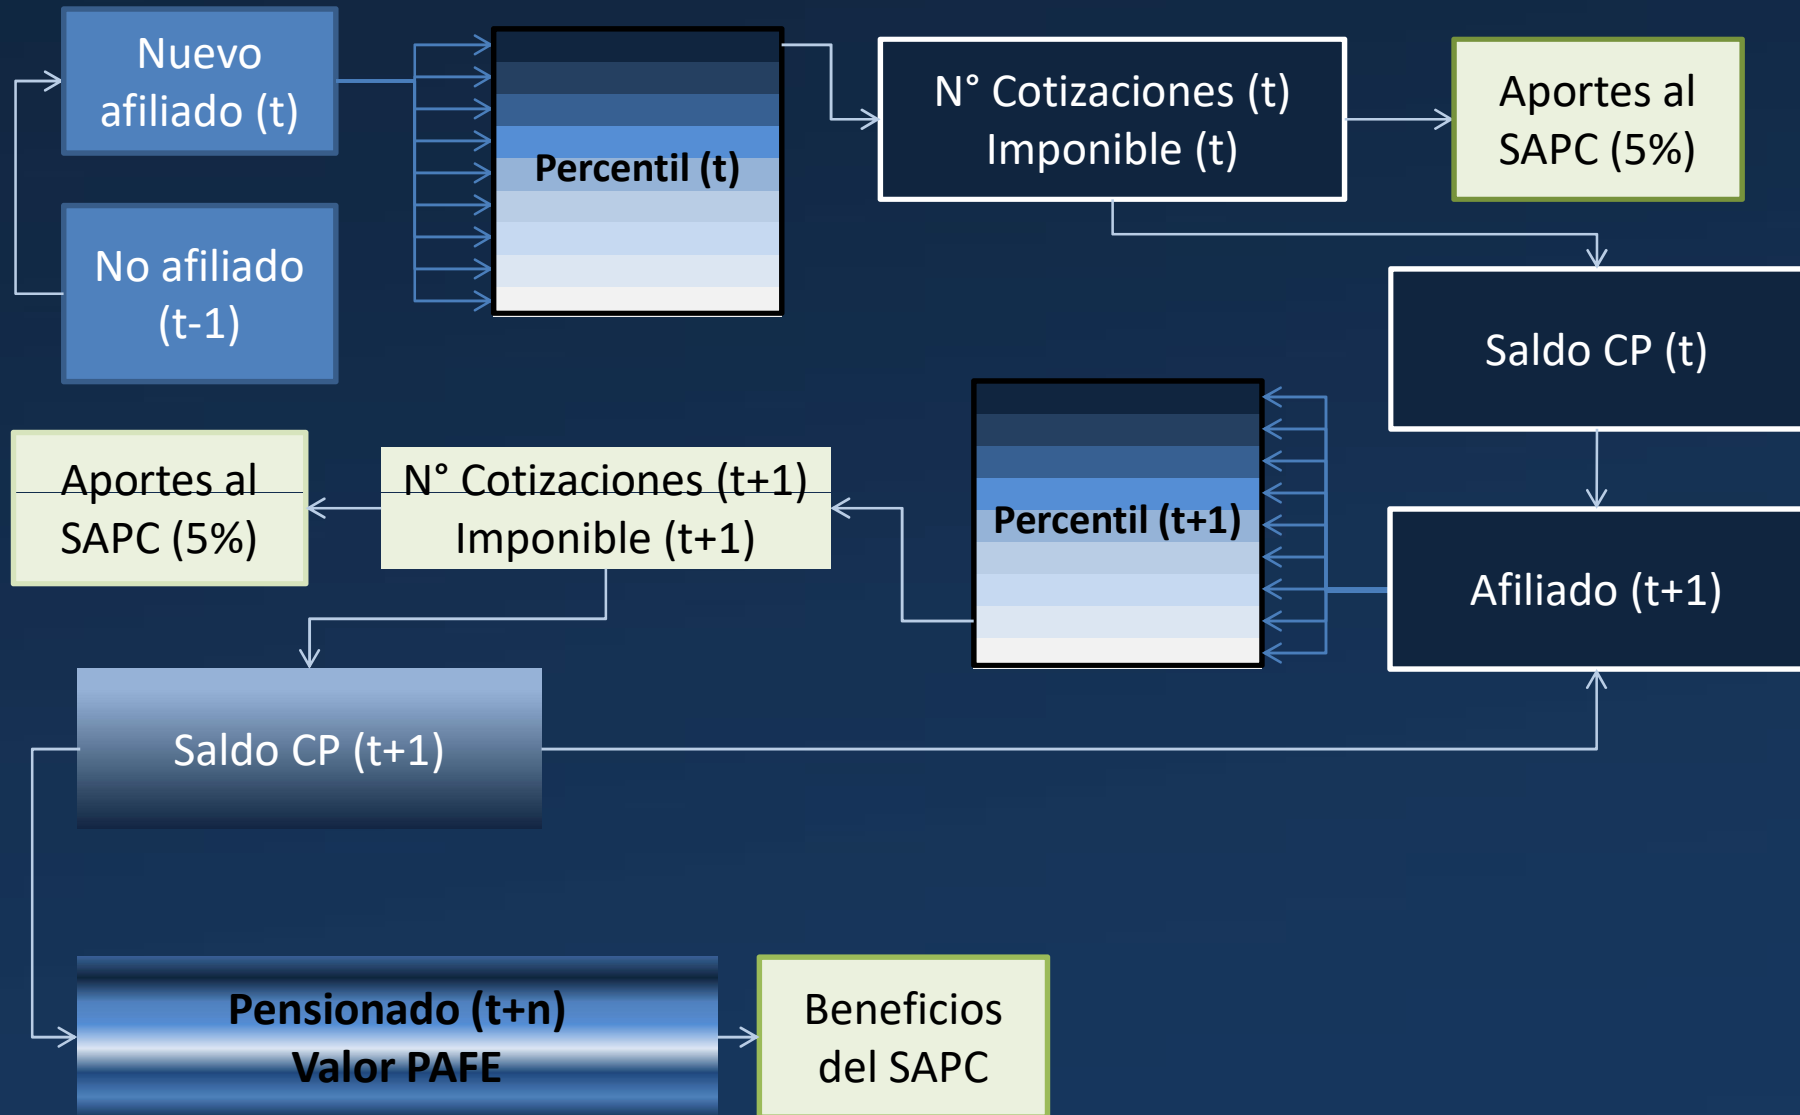 Nuevo
afiliado (t)
No afiliado
(t-1)
Percentil (t)
N° Cotizaciones (t)
Imponible (t)
Aportes al
SAPC (5%)
Saldo CP (t)
Afiliado (t+1)
Percentil (t+1)
N° Cotizaciones (t+1)
Imponible (t+1)
Aportes al
SAPC (5%)
Saldo CP (t+1)
Pensionado (t+n)
Valor PAFE
Beneficios
del SAPC